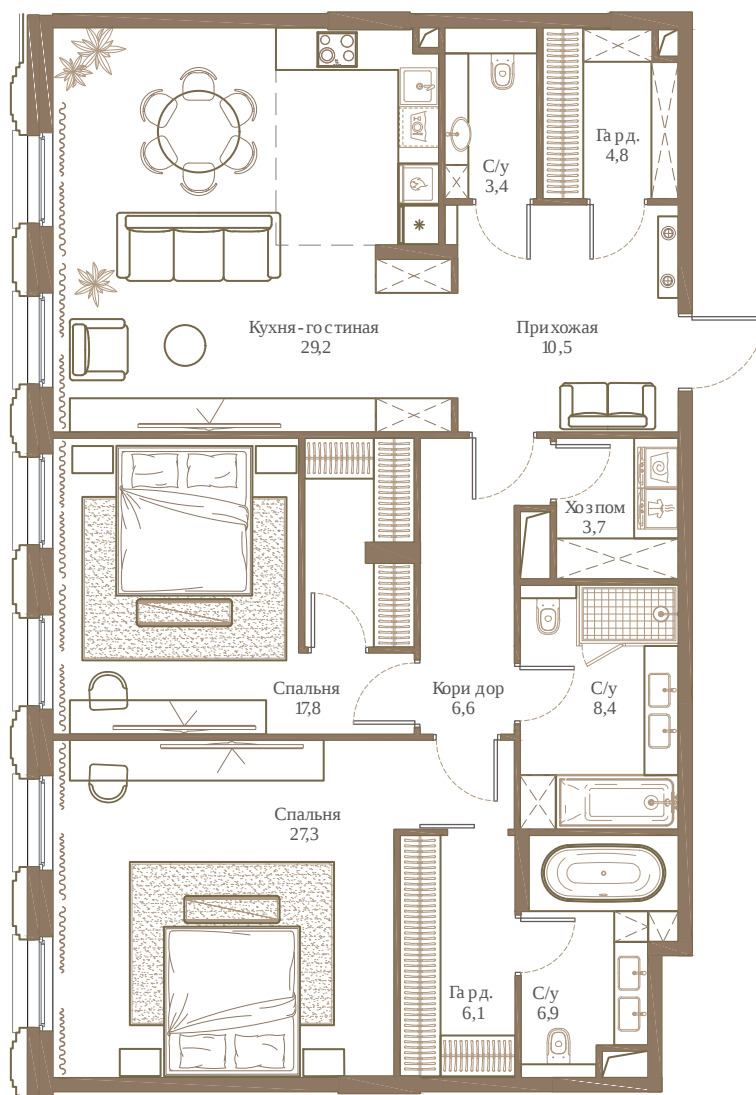 Гард.
4,8
С/у
3,4
Кухня-гостиная
29,2
Прихожая
10,5
Хозпом
3,7
Спальня
17,8
Коридор
6,6
С/у
8,4
Спальня
27,3
Гард.
6,1
С/у
6,9